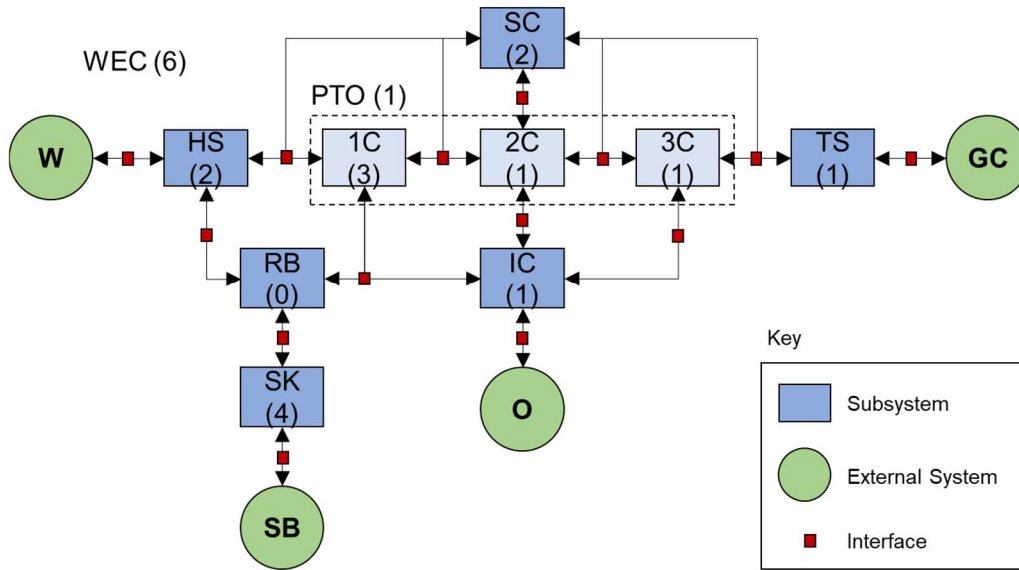 SC
(2)
WEC (6)
PTO (1)
W
HS
(2)
1C
(3)
2C
(1)
3C
(1)
TS
(1)
GC
RB
(0)
IC
(1)
SK
(4)
O
SB
Key
Subsystem
External System
Interface